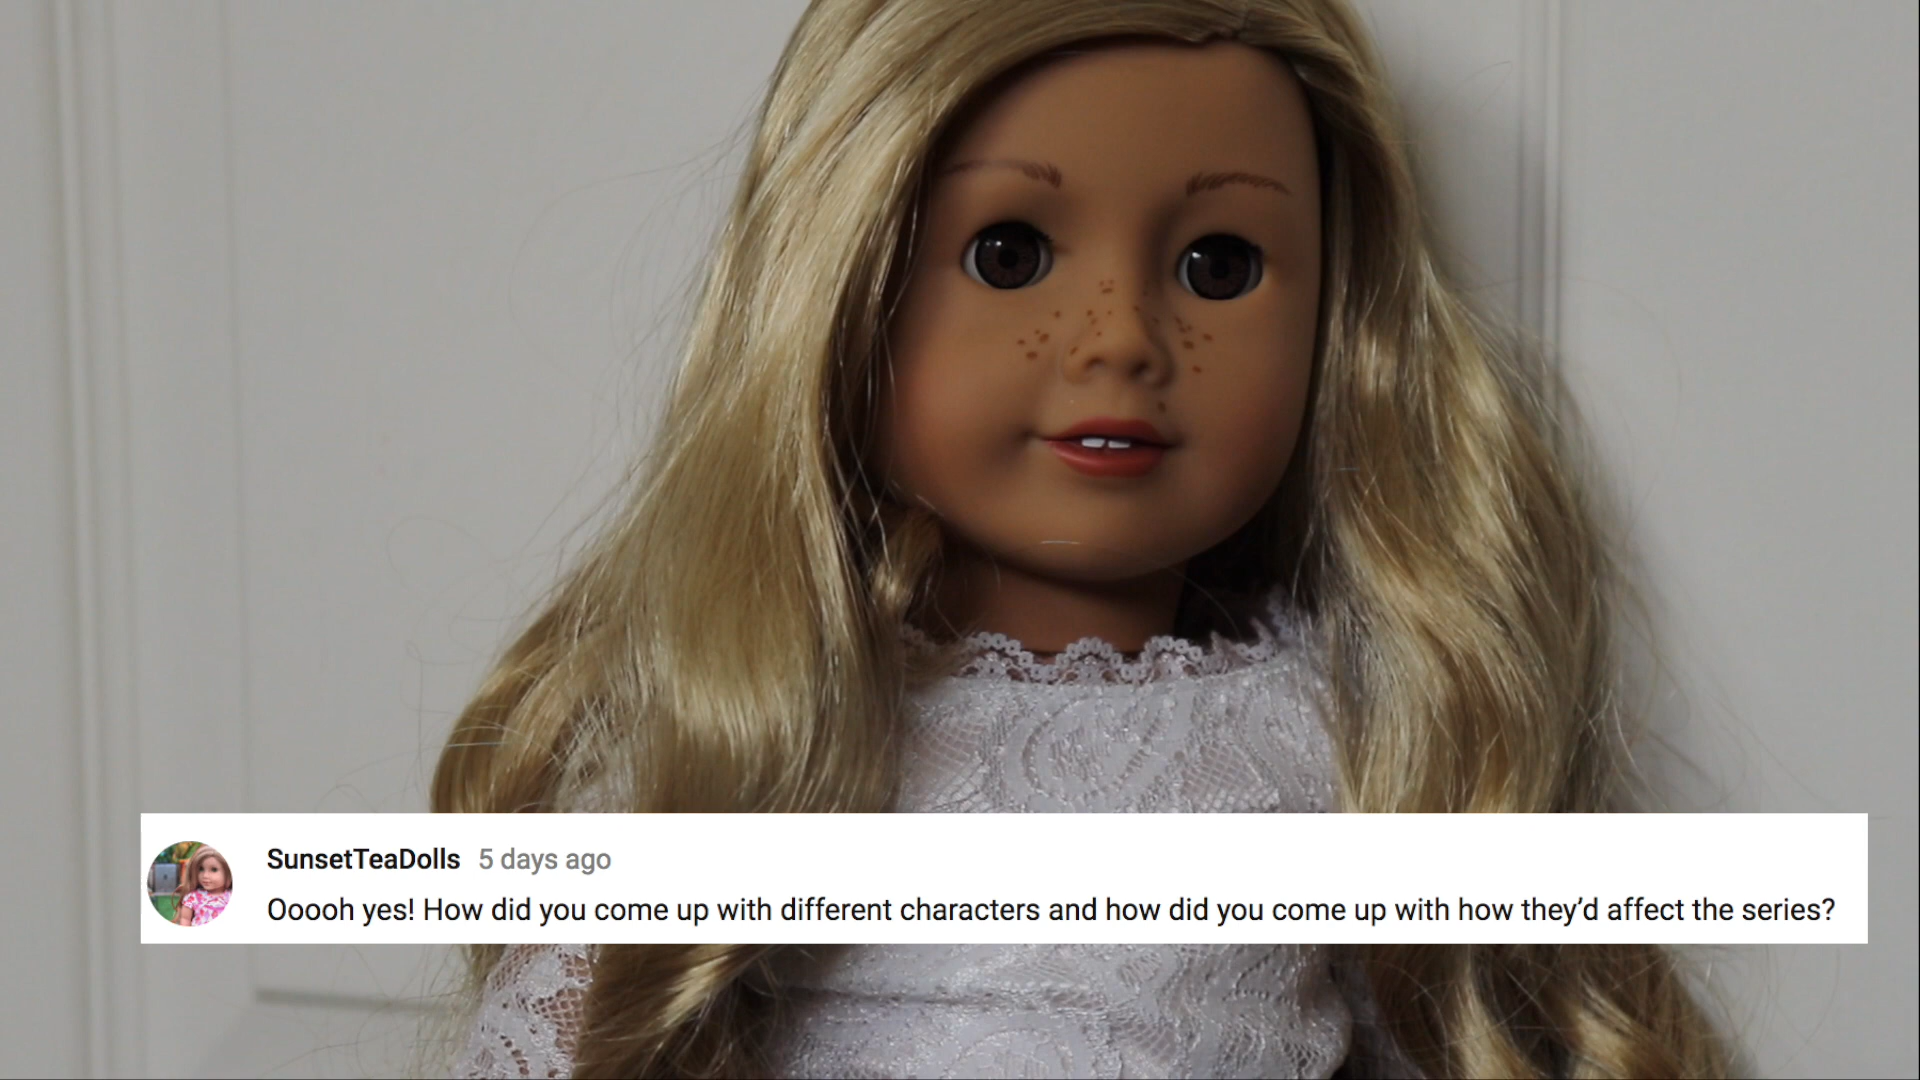 SunsetTeaDolls 5 days ago
Ooooh yes! How did you come up with different characters and how did you come up with how they’d affect the series?